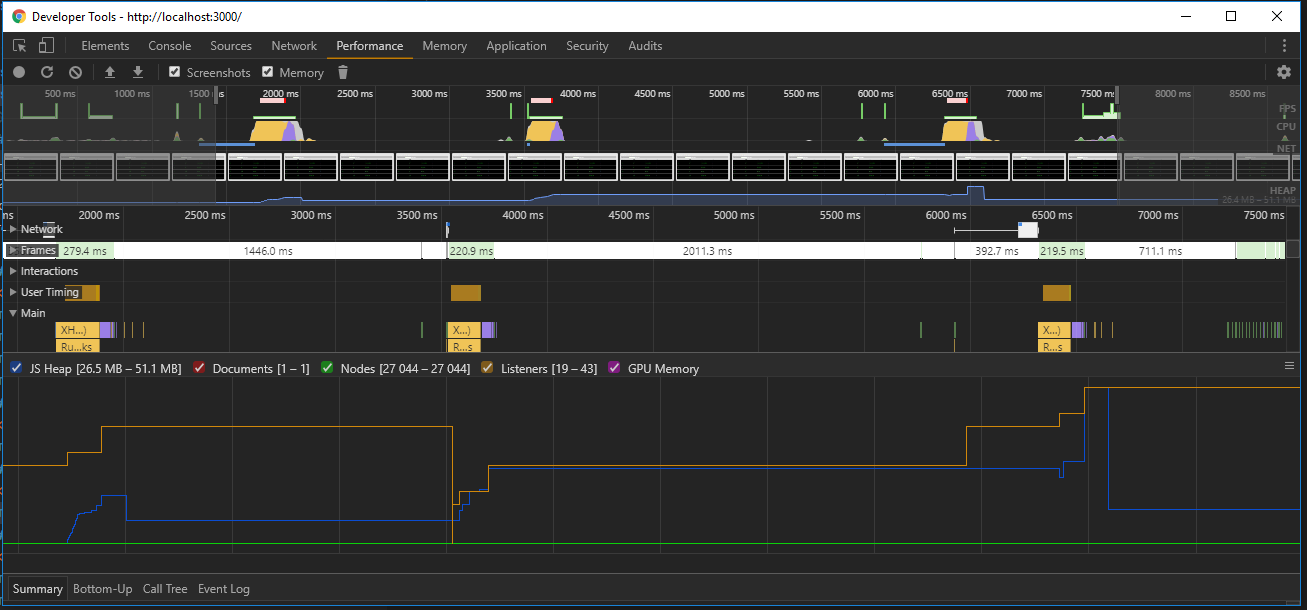 Developer Tools - http://localhost:3000/
Elements Console Sources Network Performance Memory Application Security Audits
Screenshots Memory
500 ms 1000 ms 1500 ms 2000 ms 2500 ms 3000 ms 3500 ms 4000 ms 4500 ms 5000 ms 5500 ms 6000 ms 6500 ms 7000 ms 7500 ms 8000 ms 8500 ms
FPS
CPU
NET
HEAP
26.4 MB – 51.1 MB
ms 2000 ms 2500 ms 3000 ms 3500 ms 4000 ms 4500 ms 5000 ms 5500 ms 6000 ms 6500 ms 7000 ms 7500 ms
Network
Frames 279.4 ms 1446.0 ms 220.9 ms 2011.3 ms 392.7 ms 219.5 ms 711.1 ms
Interactions
User Timing
Main
XH…) X…) X…)
Ru…ks R…s R…s
JS Heap [26.5 MB – 51.1 MB] Documents [1 – 1] Nodes [27 044 – 27 044] Listeners [19 – 43] GPU Memory
Summary Bottom-Up Call Tree Event Log